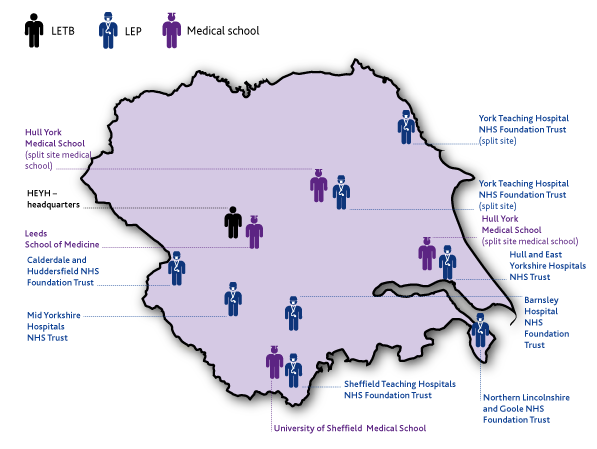 LETB
LEP
Medical school
York Teaching Hospital
NHS Foundation Trust
(split site)
Hull York
Medical School
(split site medical
school)
York Teaching Hospital
NHS Foundation Trust
(split site)
HEYH –
headquarters
Hull York
Medical School
(split site medical school)
Leeds
School of Medicine
Hull and East
Yorkshire Hospitals
NHS Trust
Calderdale and
Huddersfield NHS
Foundation Trust
Barnsley
Hospital
NHS
Foundation
Trust
Mid Yorkshire
Hospitals
NHS Trust
Sheffield Teaching Hospitals
NHS Foundation Trust
Northern Lincolnshire
and Goole NHS
Foundation Trust
University of Sheffield Medical School